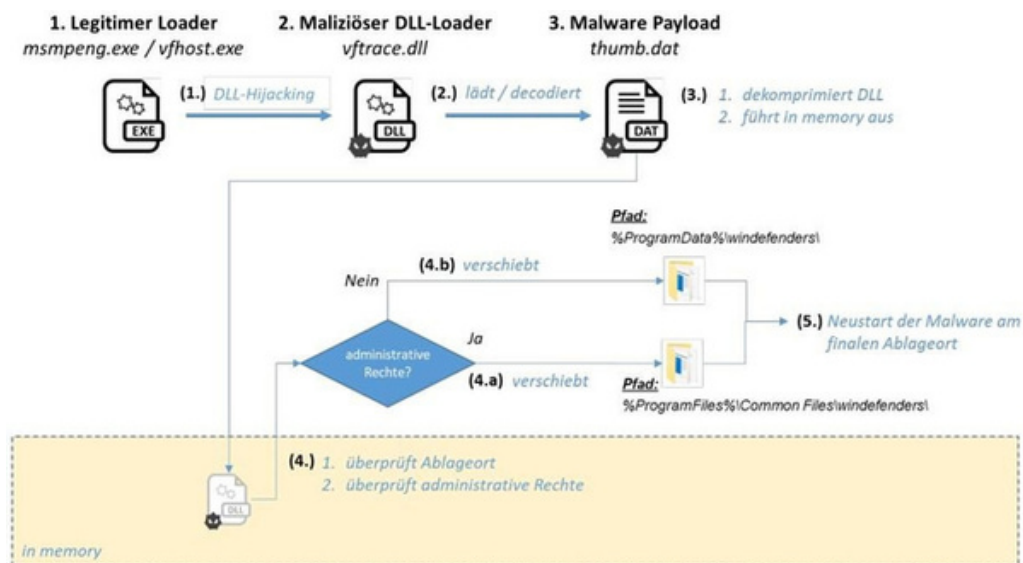 1. Legitimer Loader
msmpeng.exe / vfhost.exe
2. Maliziöser DLL-Loader
vftrace.dll
3. Malware Payload
thumb.dat
EXE
(1.) DLL-Hijacking
DLL
(2.) lädt / decodiert
DAT
(3.) 1. dekomprimiert DLL
2. führt in memory aus
Pfad:
%ProgramData%\windefenders\
(4.b) verschiebt
Nein
(5.) Neustart der Malware am
finalen Ablageort
administrative
Rechte?
Ja
(4.a) verschiebt
Pfad:
%ProgramFiles%\Common Files\windefenders\
(4.) 1. überprüft Ablageort
2. überprüft administrative Rechte
DLL
in memory